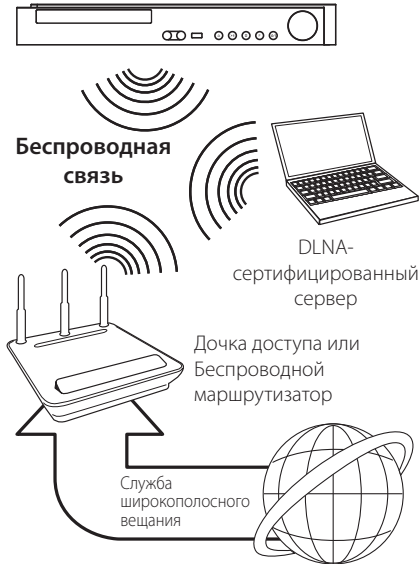 Беспроводная
связь
DLNA-
сертифицированный
сервер
Дочка доступа или
Беспроводной
маршрутизатор
Служба
широкополосного
вещания